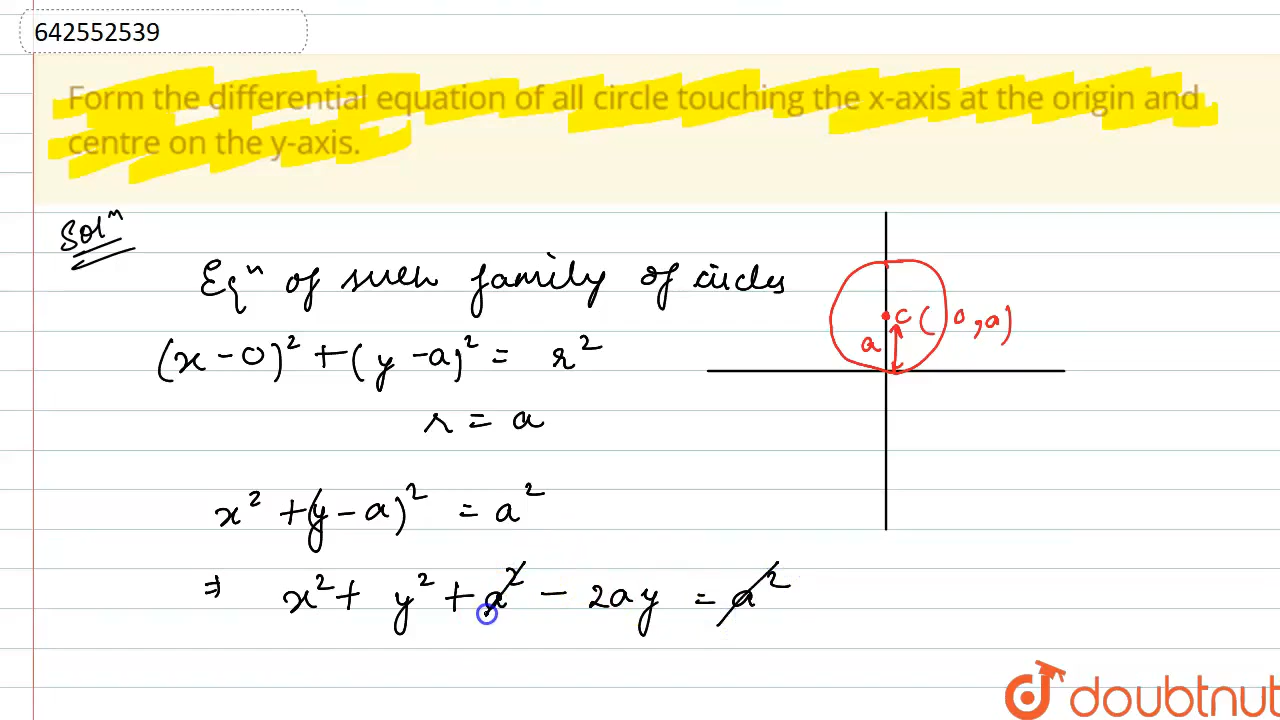 642552539
Form the differential equation of all circle touching the x-axis at the origin and
centre on the y-axis.
Solⁿ
Eqⁿ of such family of circles
(x-0)² + (y-a)² = r²
r = a
x² + (y-a)² = a²
⇒ x² + y² + a² - 2ay = a²
C(0,a)
a
doubtnut